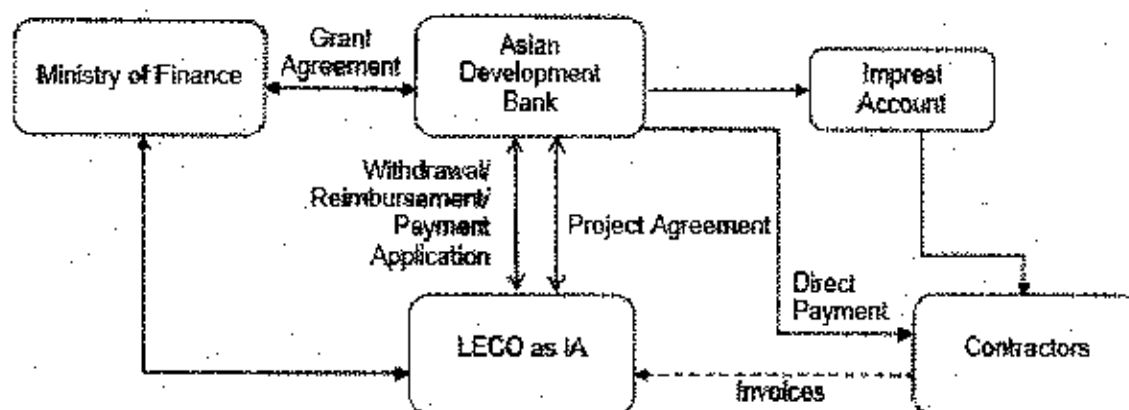 Ministry of Finance
Grant
Agreement
Asian
Development
Bank
Imprest
Account
Withdrawal/
Reimbursement/
Payment
Application
Project Agreement
Direct
Payment
LECO as IA
Contractors
Invoices